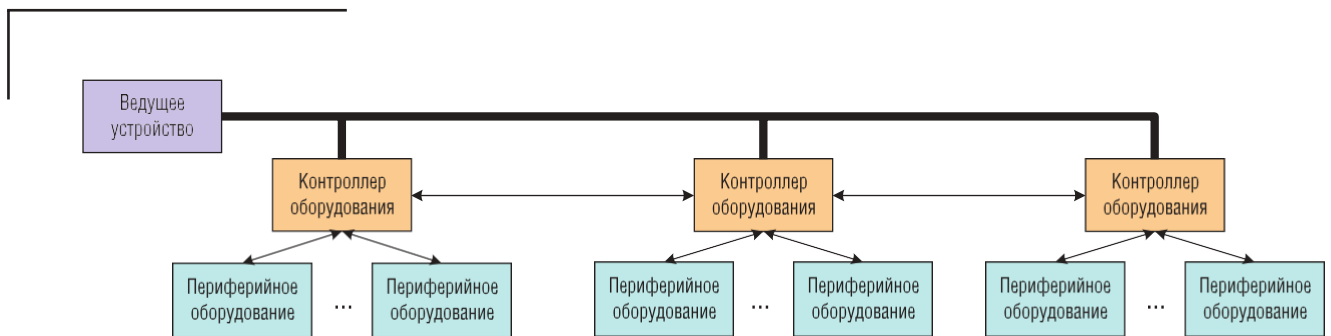 Ведущее
устройство
Контроллер
оборудования
Контроллер
оборудования
Контроллер
оборудования
Периферийное
оборудование
...
Периферийное
оборудование
Периферийное
оборудование
...
Периферийное
оборудование
Периферийное
оборудование
...
Периферийное
оборудование